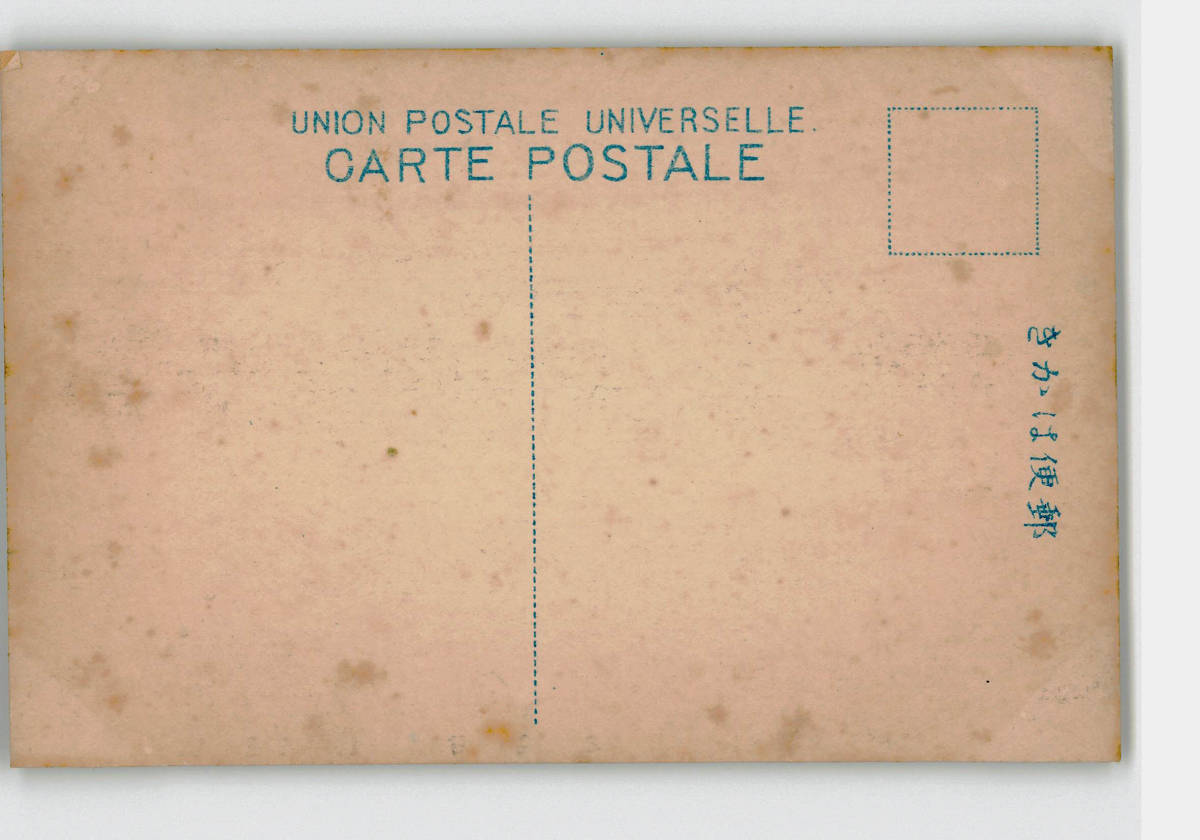 UNION POSTALE UNIVERSELLE.
CARTE POSTALE
きかは便郵